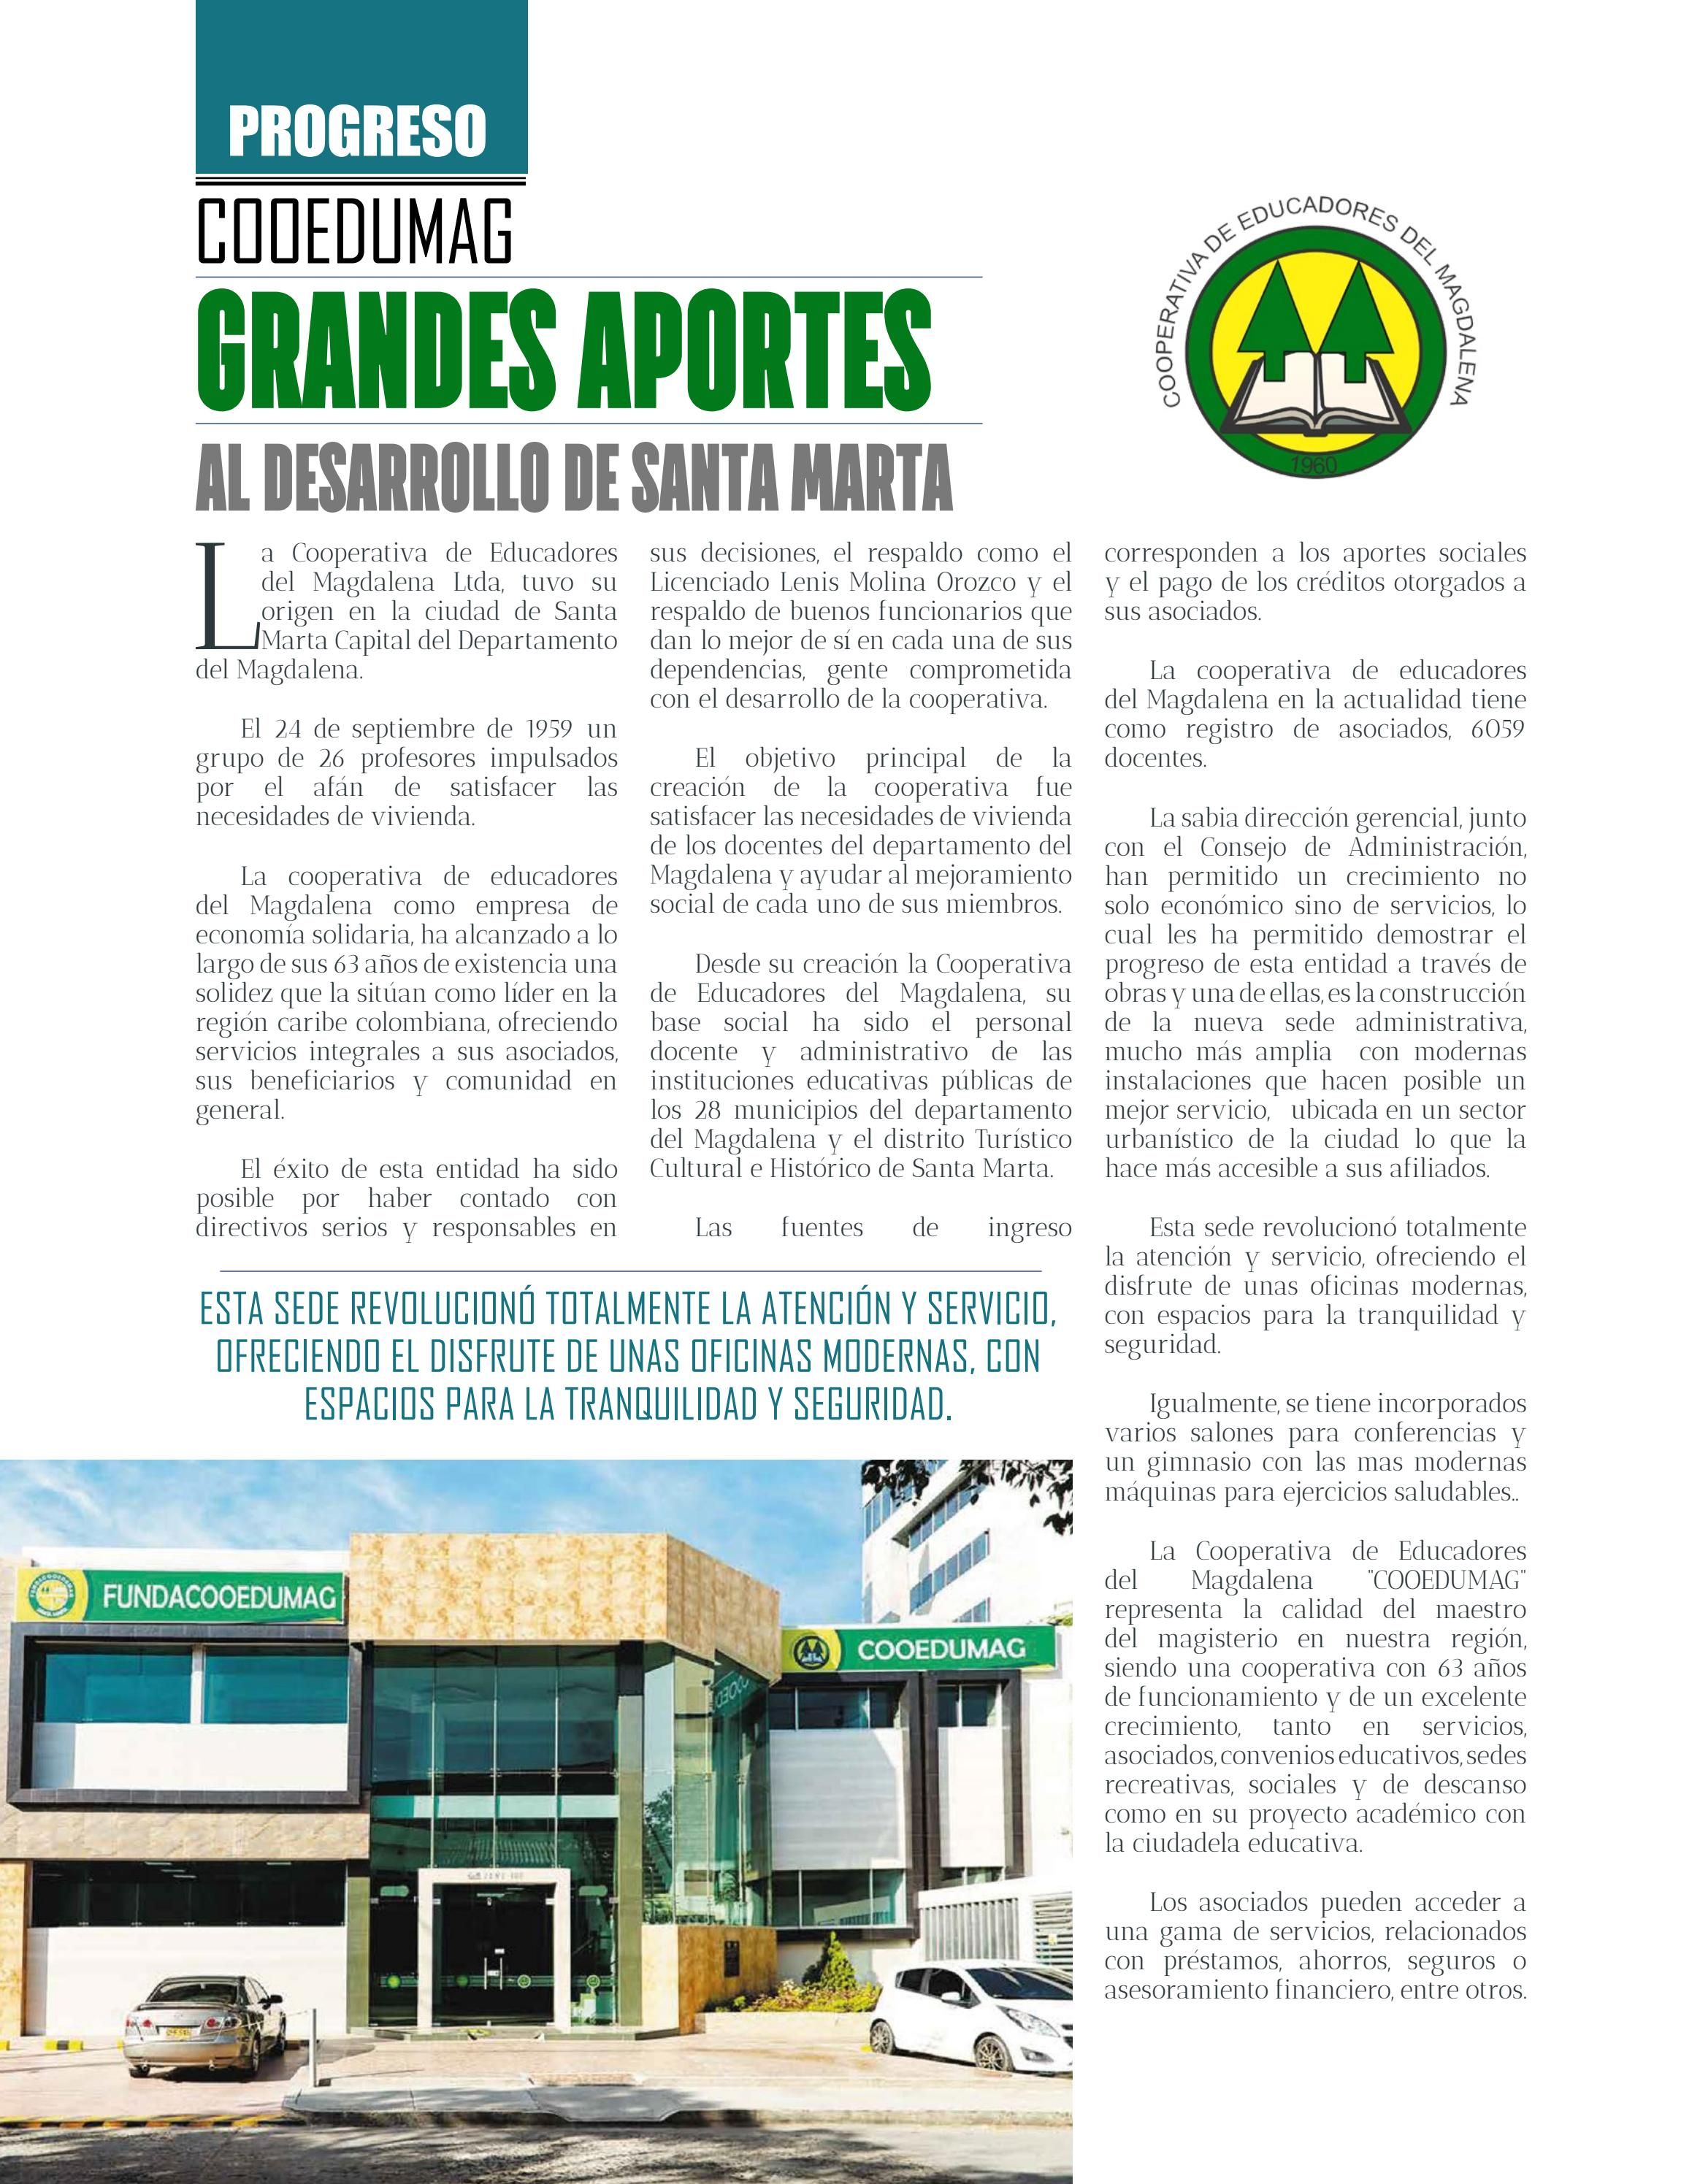 PROGRESO
COOEDUMAG
GRANDES APORTES
AL DESARROLLO DE SANTA MARTA
COOPERATIVA DE EDUCADORES DEL MAGDALENA
1960
La Cooperativa de Educadores
del Magdalena Ltda, tuvo su
origen en la ciudad de Santa
Marta Capital del Departamento
del Magdalena.
El 24 de septiembre de 1959 un
grupo de 26 profesores impulsados
por el afán de satisfacer las
necesidades de vivienda.
La cooperativa de educadores
del Magdalena como empresa de
economía solidaria, ha alcanzado a lo
largo de sus 63 años de existencia una
solidez que la sitúan como líder en la
región caribe colombiana, ofreciendo
servicios integrales a sus asociados,
sus beneficiarios y comunidad en
general.
El éxito de esta entidad ha sido
posible por haber contado con
directivos serios y responsables en
sus decisiones, el respaldo como el
Licenciado Lenis Molina Orozco y el
respaldo de buenos funcionarios que
dan lo mejor de sí en cada una de sus
dependencias, gente comprometida
con el desarrollo de la cooperativa.
El objetivo principal de la
creación de la cooperativa fue
satisfacer las necesidades de vivienda
de los docentes del departamento del
Magdalena y ayudar al mejoramiento
social de cada uno de sus miembros.
Desde su creación la Cooperativa
de Educadores del Magdalena, su
base social ha sido el personal
docente y administrativo de las
instituciones educativas públicas de
los 28 municipios del departamento
del Magdalena y el distrito Turístico
Cultural e Histórico de Santa Marta.
Las fuentes de ingreso
corresponden a los aportes sociales
y el pago de los créditos otorgados a
sus asociados.
La cooperativa de educadores
del Magdalena en la actualidad tiene
como registro de asociados, 6059
docentes.
La sabia dirección gerencial, junto
con el Consejo de Administración,
han permitido un crecimiento no
solo económico sino de servicios, lo
cual les ha permitido demostrar el
progreso de esta entidad a través de
obras y una de ellas, es la construcción
de la nueva sede administrativa,
mucho más amplia con modernas
instalaciones que hacen posible un
mejor servicio, ubicada en un sector
urbanístico de la ciudad lo que la
hace más accesible a sus afiliados.
Esta sede revolucionó totalmente
la atención y servicio, ofreciendo el
disfrute de unas oficinas modernas,
con espacios para la tranquilidad y
seguridad.
Igualmente, se tiene incorporados
varios salones para conferencias y
un gimnasio con las mas modernas
máquinas para ejercicios saludables..
La Cooperativa de Educadores
del Magdalena "COOEDUMAG"
representa la calidad del maestro
del magisterio en nuestra región,
siendo una cooperativa con 63 años
de funcionamiento y de un excelente
crecimiento, tanto en servicios,
asociados, convenios educativos, sedes
recreativas, sociales y de descanso
como en su proyecto académico con
la ciudadela educativa.
Los asociados pueden acceder a
una gama de servicios, relacionados
con préstamos, ahorros, seguros o
asesoramiento financiero, entre otros.
ESTA SEDE REVOLUCIONÓ TOTALMENTE LA ATENCIÓN Y SERVICIO,
OFRECIENDO EL DISFRUTE DE UNAS OFICINAS MODERNAS, CON
ESPACIOS PARA LA TRANQUILIDAD Y SEGURIDAD.
FUNDACOOEDUMAG
COOEDUMAG